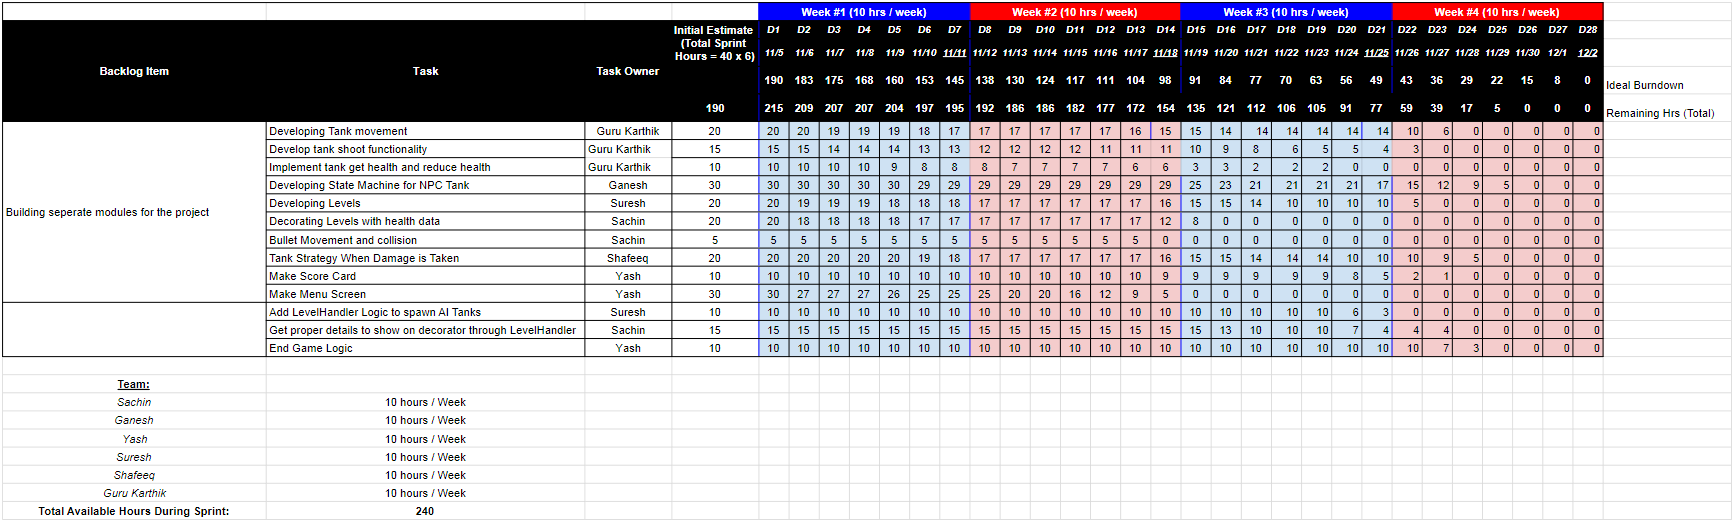 Week #1 (10 hrs / week) Week #2 (10 hrs / week) Week #3 (10 hrs / week) Week #4 (10 hrs / week)
Backlog Item Task Task Owner Initial Estimate (Total Sprint Hours = 40 x 6) D1 D2 D3 D4 D5 D6 D7 D8 D9 D10 D11 D12 D13 D14 D15 D16 D17 D18 D19 D20 D21 D22 D23 D24 D25 D26 D27 D28
11/5 11/6 11/7 11/8 11/9 11/10 11/11 11/12 11/13 11/14 11/15 11/16 11/17 11/18 11/19 11/20 11/21 11/22 11/23 11/24 11/25 11/26 11/27 11/28 11/29 11/30 12/1 12/2
190 183 175 168 160 153 145 138 130 124 117 111 104 98 91 84 77 70 63 56 49 43 36 29 22 15 8 0 Ideal Burndown
190 215 209 207 207 204 197 195 192 186 186 182 177 172 154 135 121 112 106 105 91 77 59 39 17 5 0 0 0 Remaining Hrs (Total)
Building seperate modules for the project
Developing Tank movement Guru Karthik 20 20 20 19 19 19 18 17 17 17 17 17 17 16 15 15 14 14 14 14 14 14 10 6 0 0 0 0 0
Develop tank shoot functionality Guru Karthik 15 15 15 14 14 14 13 13 12 12 12 12 11 11 11 10 9 8 6 5 5 4 3 0 0 0 0 0 0
Implement tank get health and reduce health Guru Karthik 10 10 10 10 10 9 8 8 8 7 7 7 7 6 6 3 3 2 2 2 0 0 0 0 0 0 0 0 0
Developing State Machine for NPC Tank Ganesh 30 30 30 30 30 30 29 29 29 29 29 29 29 29 29 25 23 21 21 21 21 17 15 12 9 5 0 0 0
Developing Levels Suresh 20 20 19 19 19 18 18 18 17 17 17 17 17 17 16 15 15 14 10 10 10 10 5 0 0 0 0 0 0
Decorating Levels with health data Sachin 20 20 18 18 18 18 17 17 17 17 17 17 17 17 12 8 0 0 0 0 0 0 0 0 0 0 0 0 0
Bullet Movement and collision Sachin 5 5 5 5 5 5 5 5 5 5 5 5 5 5 0 0 0 0 0 0 0 0 0 0 0 0 0 0 0
Tank Strategy When Damage is Taken Shafeeq 20 20 20 20 20 20 19 18 17 17 17 17 17 17 16 15 15 14 14 14 10 10 10 9 5 0 0 0 0
Make Score Card Yash 10 10 10 10 10 10 10 10 10 10 10 10 10 10 9 9 9 9 9 9 8 5 2 1 0 0 0 0 0
Make Menu Screen Yash 30 30 27 27 27 26 25 25 25 20 20 16 12 9 5 0 0 0 0 0 0 0 0 0 0 0 0 0 0
Add LevelHandler Logic to spawn AI Tanks Suresh 10 10 10 10 10 10 10 10 10 10 10 10 10 10 10 10 10 10 10 10 6 3 0 0 0 0 0 0 0
Get proper details to show on decorator through LevelHandler Sachin 15 15 15 15 15 15 15 15 15 15 15 15 15 15 15 15 13 10 10 10 7 4 4 4 0 0 0 0 0
End Game Logic Yash 10 10 10 10 10 10 10 10 10 10 10 10 10 10 10 10 10 10 10 10 10 10 10 7 3 0 0 0 0
Team:
Sachin 10 hours / Week
Ganesh 10 hours / Week
Yash 10 hours / Week
Suresh 10 hours / Week
Shafeeq 10 hours / Week
Guru Karthik 10 hours / Week
Total Available Hours During Sprint: 240